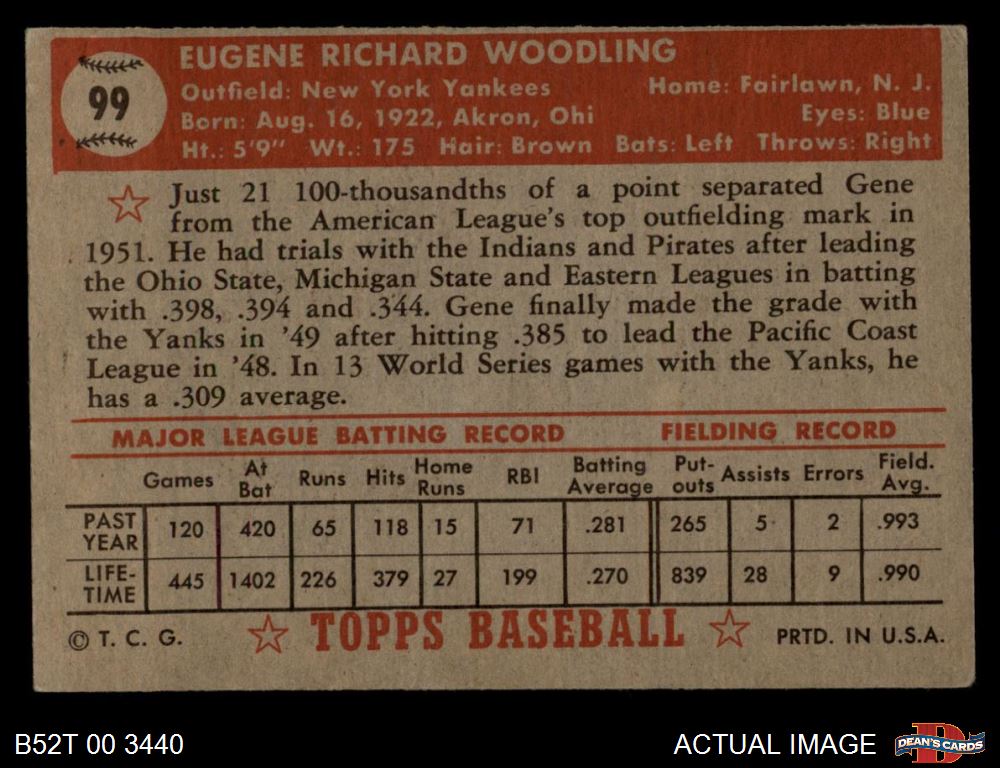 99
EUGENE RICHARD WOODLING
Outfield: New York Yankees Home: Fairlawn, N. J.
Born: Aug. 16, 1922, Akron, Ohi Eyes: Blue
Ht.: 5'9" Wt.: 175 Hair: Brown Bats: Left Throws: Right
Just 21 100-thousandths of a point separated Gene
from the American League's top outfielding mark in
1951. He had trials with the Indians and Pirates after leading
the Ohio State, Michigan State and Eastern Leagues in batting
with .398, .394 and .344. Gene finally made the grade with
the Yanks in '49 after hitting .385 to lead the Pacific Coast
League in '48. In 13 World Series games with the Yanks, he
has a .309 average.
MAJOR LEAGUE BATTING RECORD FIELDING RECORD
Games At Bat Runs Hits Home Runs RBI Batting Average Put-outs Assists Errors Field. Avg.
PAST YEAR 120 420 65 118 15 71 .281 265 5 2 .993
LIFE-TIME 445 1402 226 379 27 199 .270 839 28 9 .990
© T. C. G. TOPPS BASEBALL PRTD. IN U.S.A.
B52T 00 3440 ACTUAL IMAGE DEAN'S CARDS